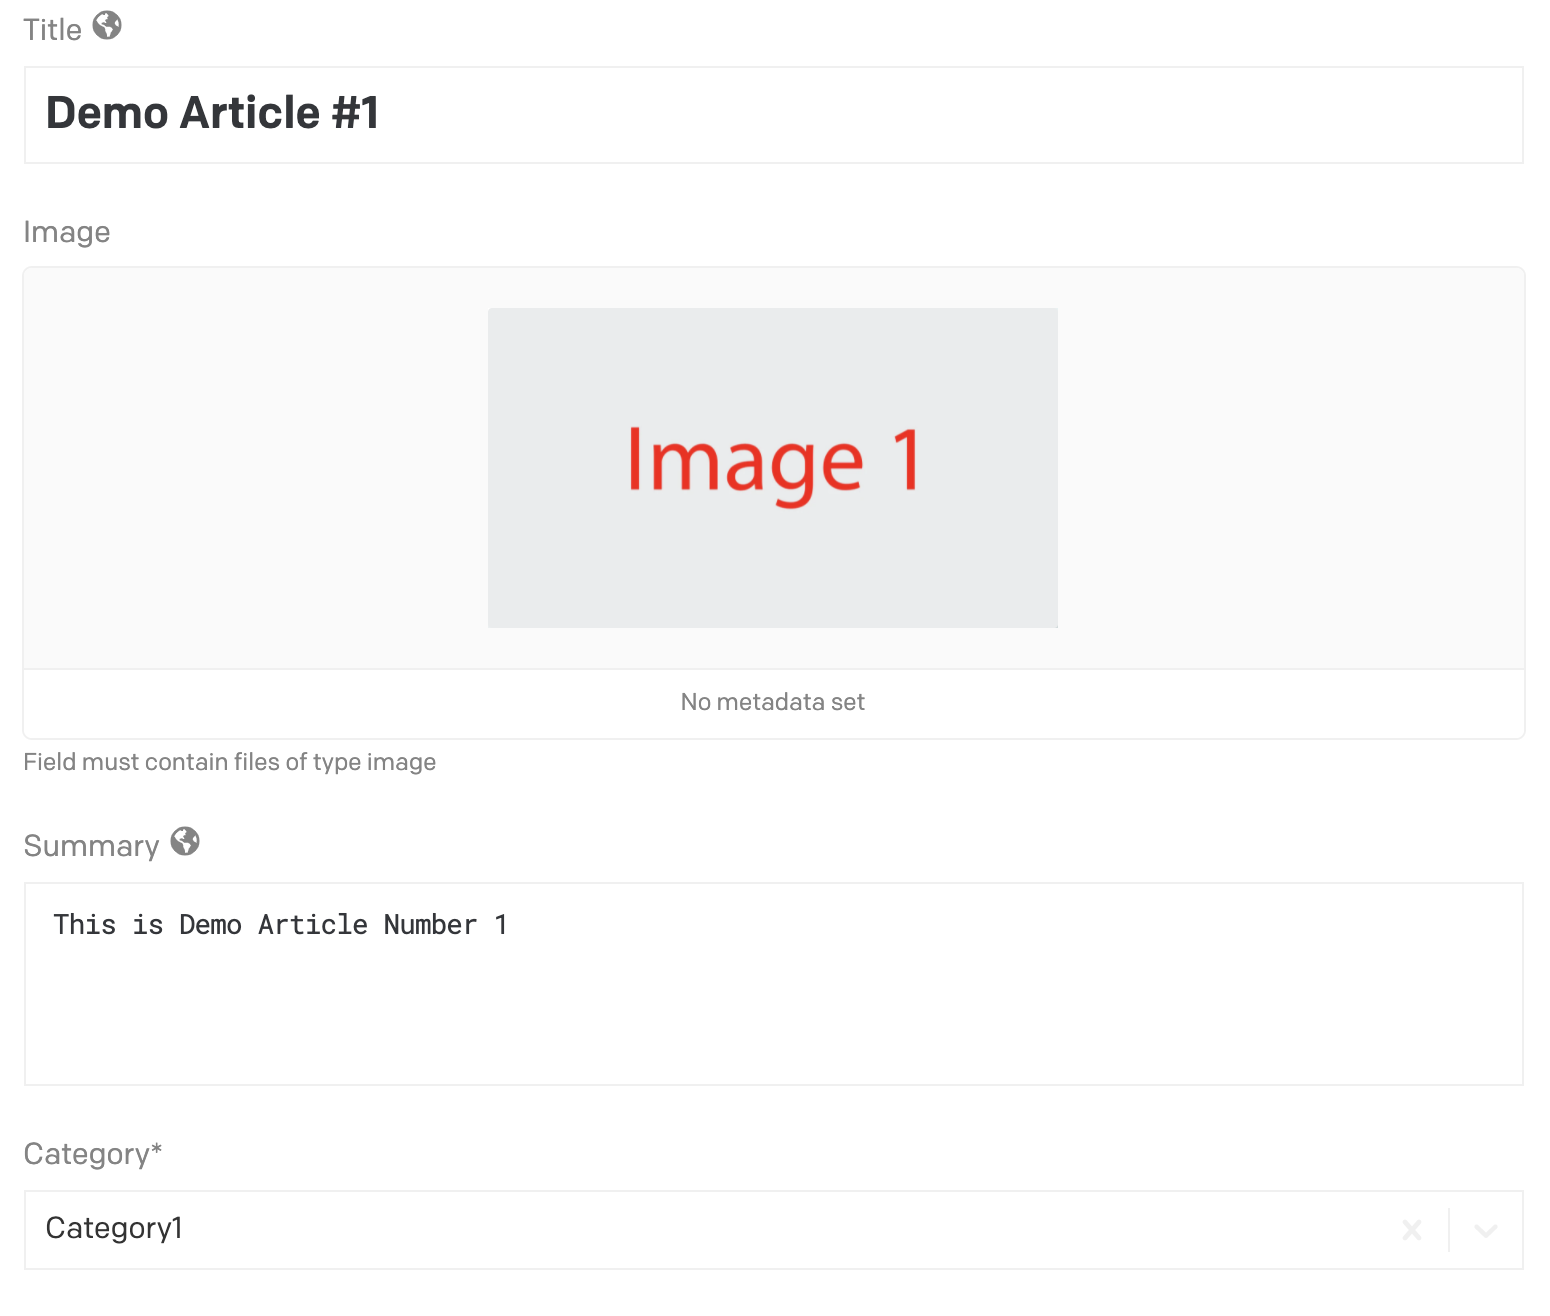 Title
Demo Article #1
Image
Image 1
No metadata set
Field must contain files of type image
Summary
This is Demo Article Number 1
Category*
Category1